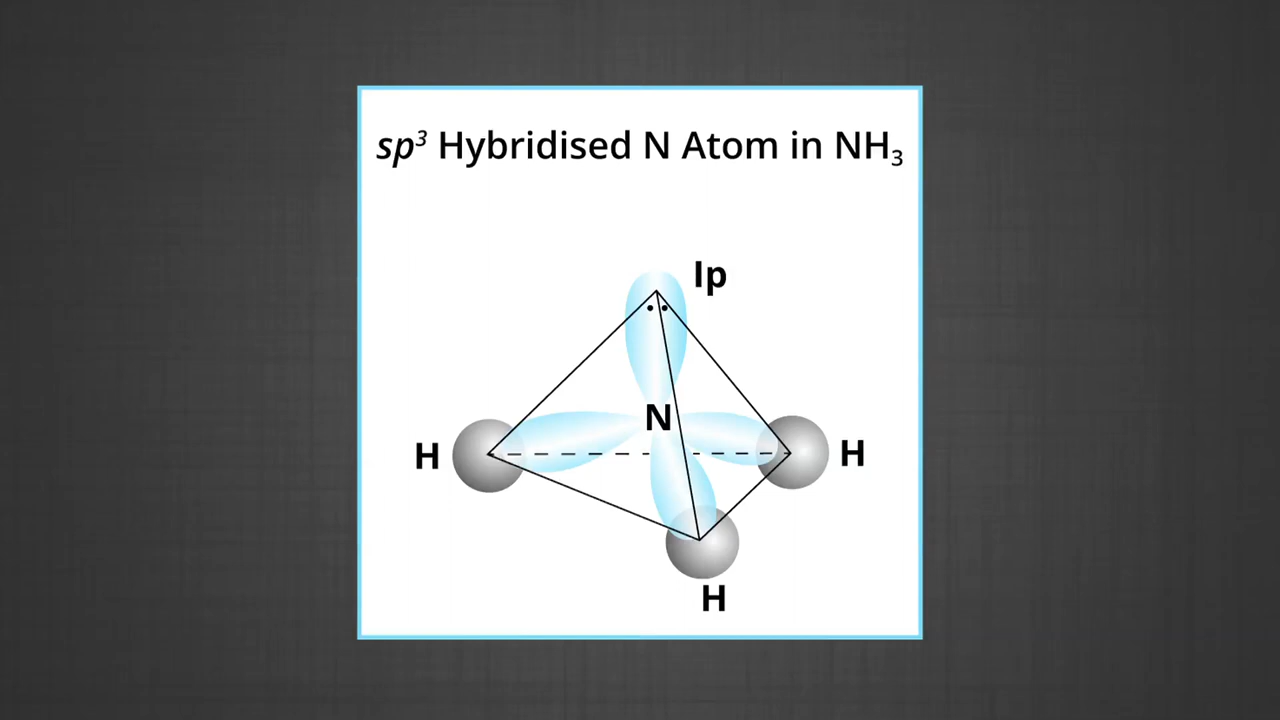 sp³ Hybridised N Atom in NH₃
lp
N
H
H
H